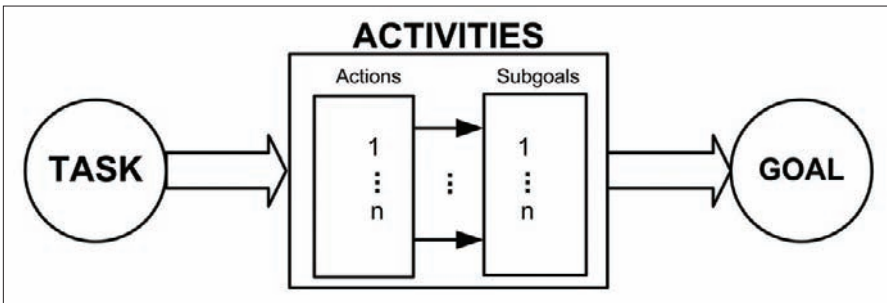 ACTIVITIES
Actions Subgoals
TASK
1 1
⋮ ⋮ ⋮
n n
GOAL